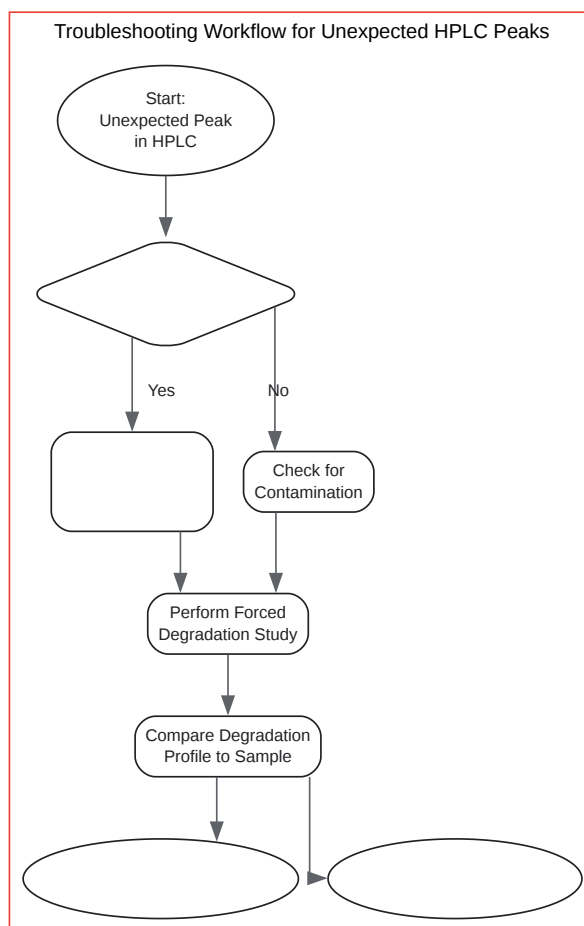 Troubleshooting Workflow for Unexpected HPLC Peaks
Start:
Unexpected Peak
in HPLC
Yes
No
Check for
Contamination
Perform Forced
Degradation Study
Compare Degradation
Profile to Sample